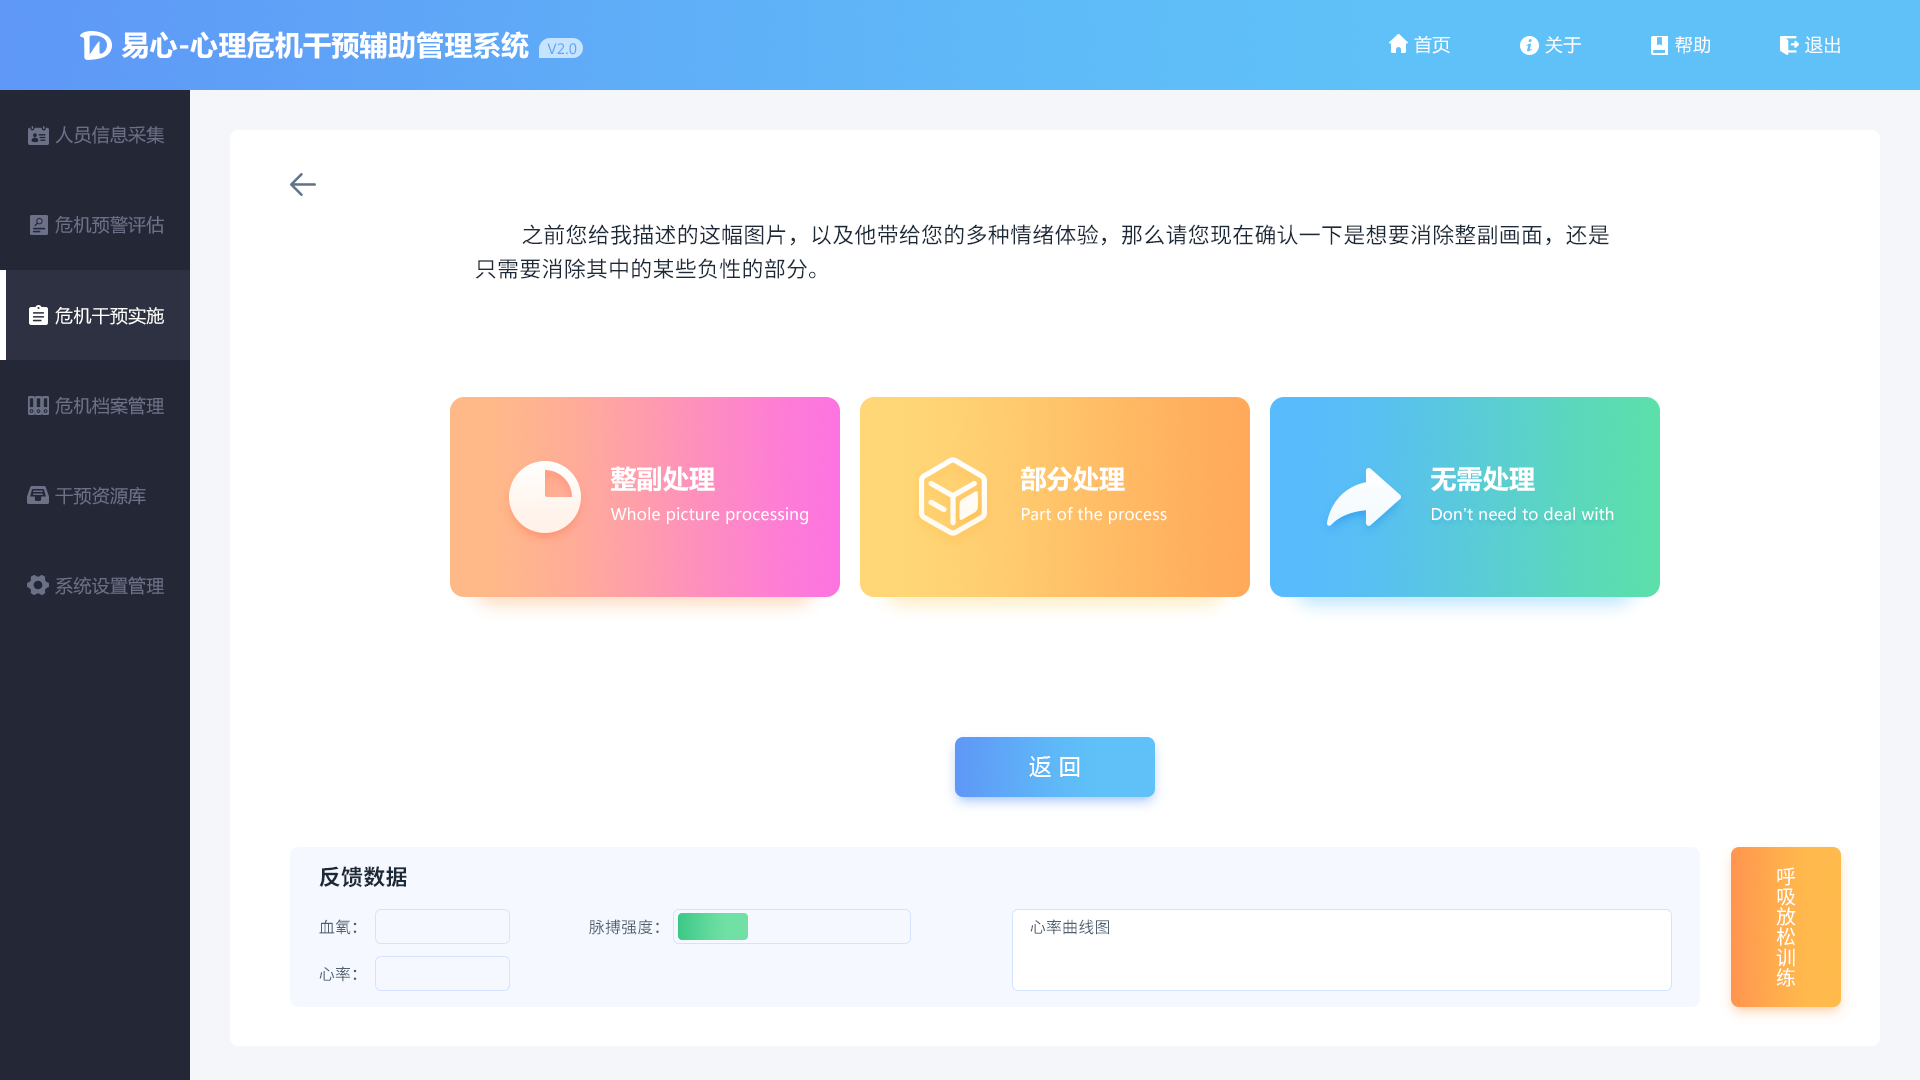 易心-心理危机干预辅助管理系统 V2.0
首页
关于
帮助
退出
人员信息采集
危机预警评估
危机干预实施
危机档案管理
干预资源库
系统设置管理
之前您给我描述的这幅图片，以及他带给您的多种情绪体验，那么请您现在确认一下是想要消除整副画面，还是
只需要消除其中的某些负性的部分。
整副处理
Whole picture processing
部分处理
Part of the process
无需处理
Don't need to deal with
返 回
反馈数据
血氧：
脉搏强度：
心率曲线图
心率：
呼吸放松训练